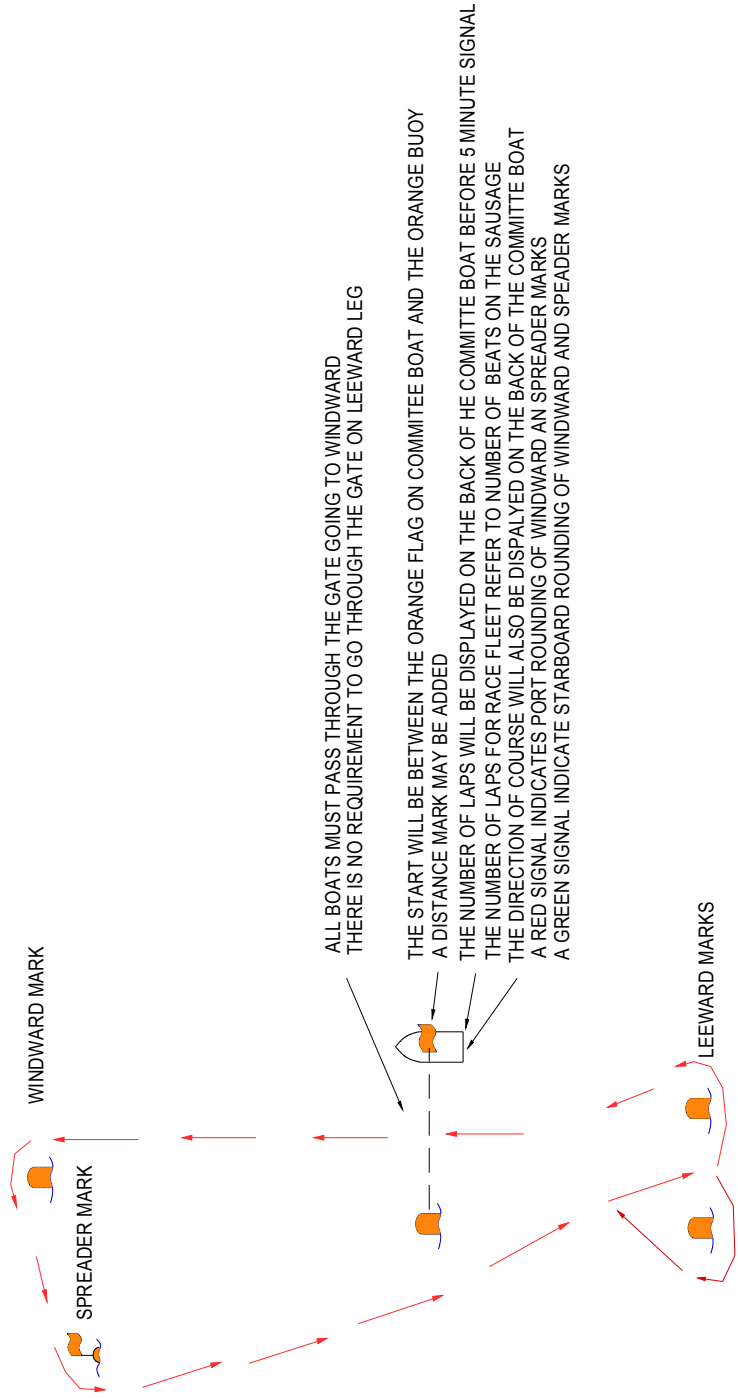 WINDWARD MARK
SPREADER MARK
ALL BOATS MUST PASS THROUGH THE GATE GOING TO WINDWARD
THERE IS NO REQUIREMENT TO GO THROUGH THE GATE ON LEEWARD LEG
THE START WILL BE BETWEEN THE ORANGE FLAG ON COMMITEE BOAT AND THE ORANGE BUOY
A DISTANCE MARK MAY BE ADDED
THE NUMBER OF LAPS WILL BE DISPLAYED ON THE BACK OF HE COMMITTE BOAT BEFORE 5 MINUTE SIGNAL
THE NUMBER OF LAPS FOR RACE FLEET REFER TO NUMBER OF BEATS ON THE SAUSAGE
THE DIRECTION OF COURSE WILL ALSO BE DISPALYED ON THE BACK OF THE COMMITTE BOAT
A RED SIGNAL INDICATES PORT ROUNDING OF WINDWARD AN SPREADER MARKS
A GREEN SIGNAL INDICATE STARBOARD ROUNDING OF WINDWARD AND SPEADER MARKS
LEEWARD MARKS